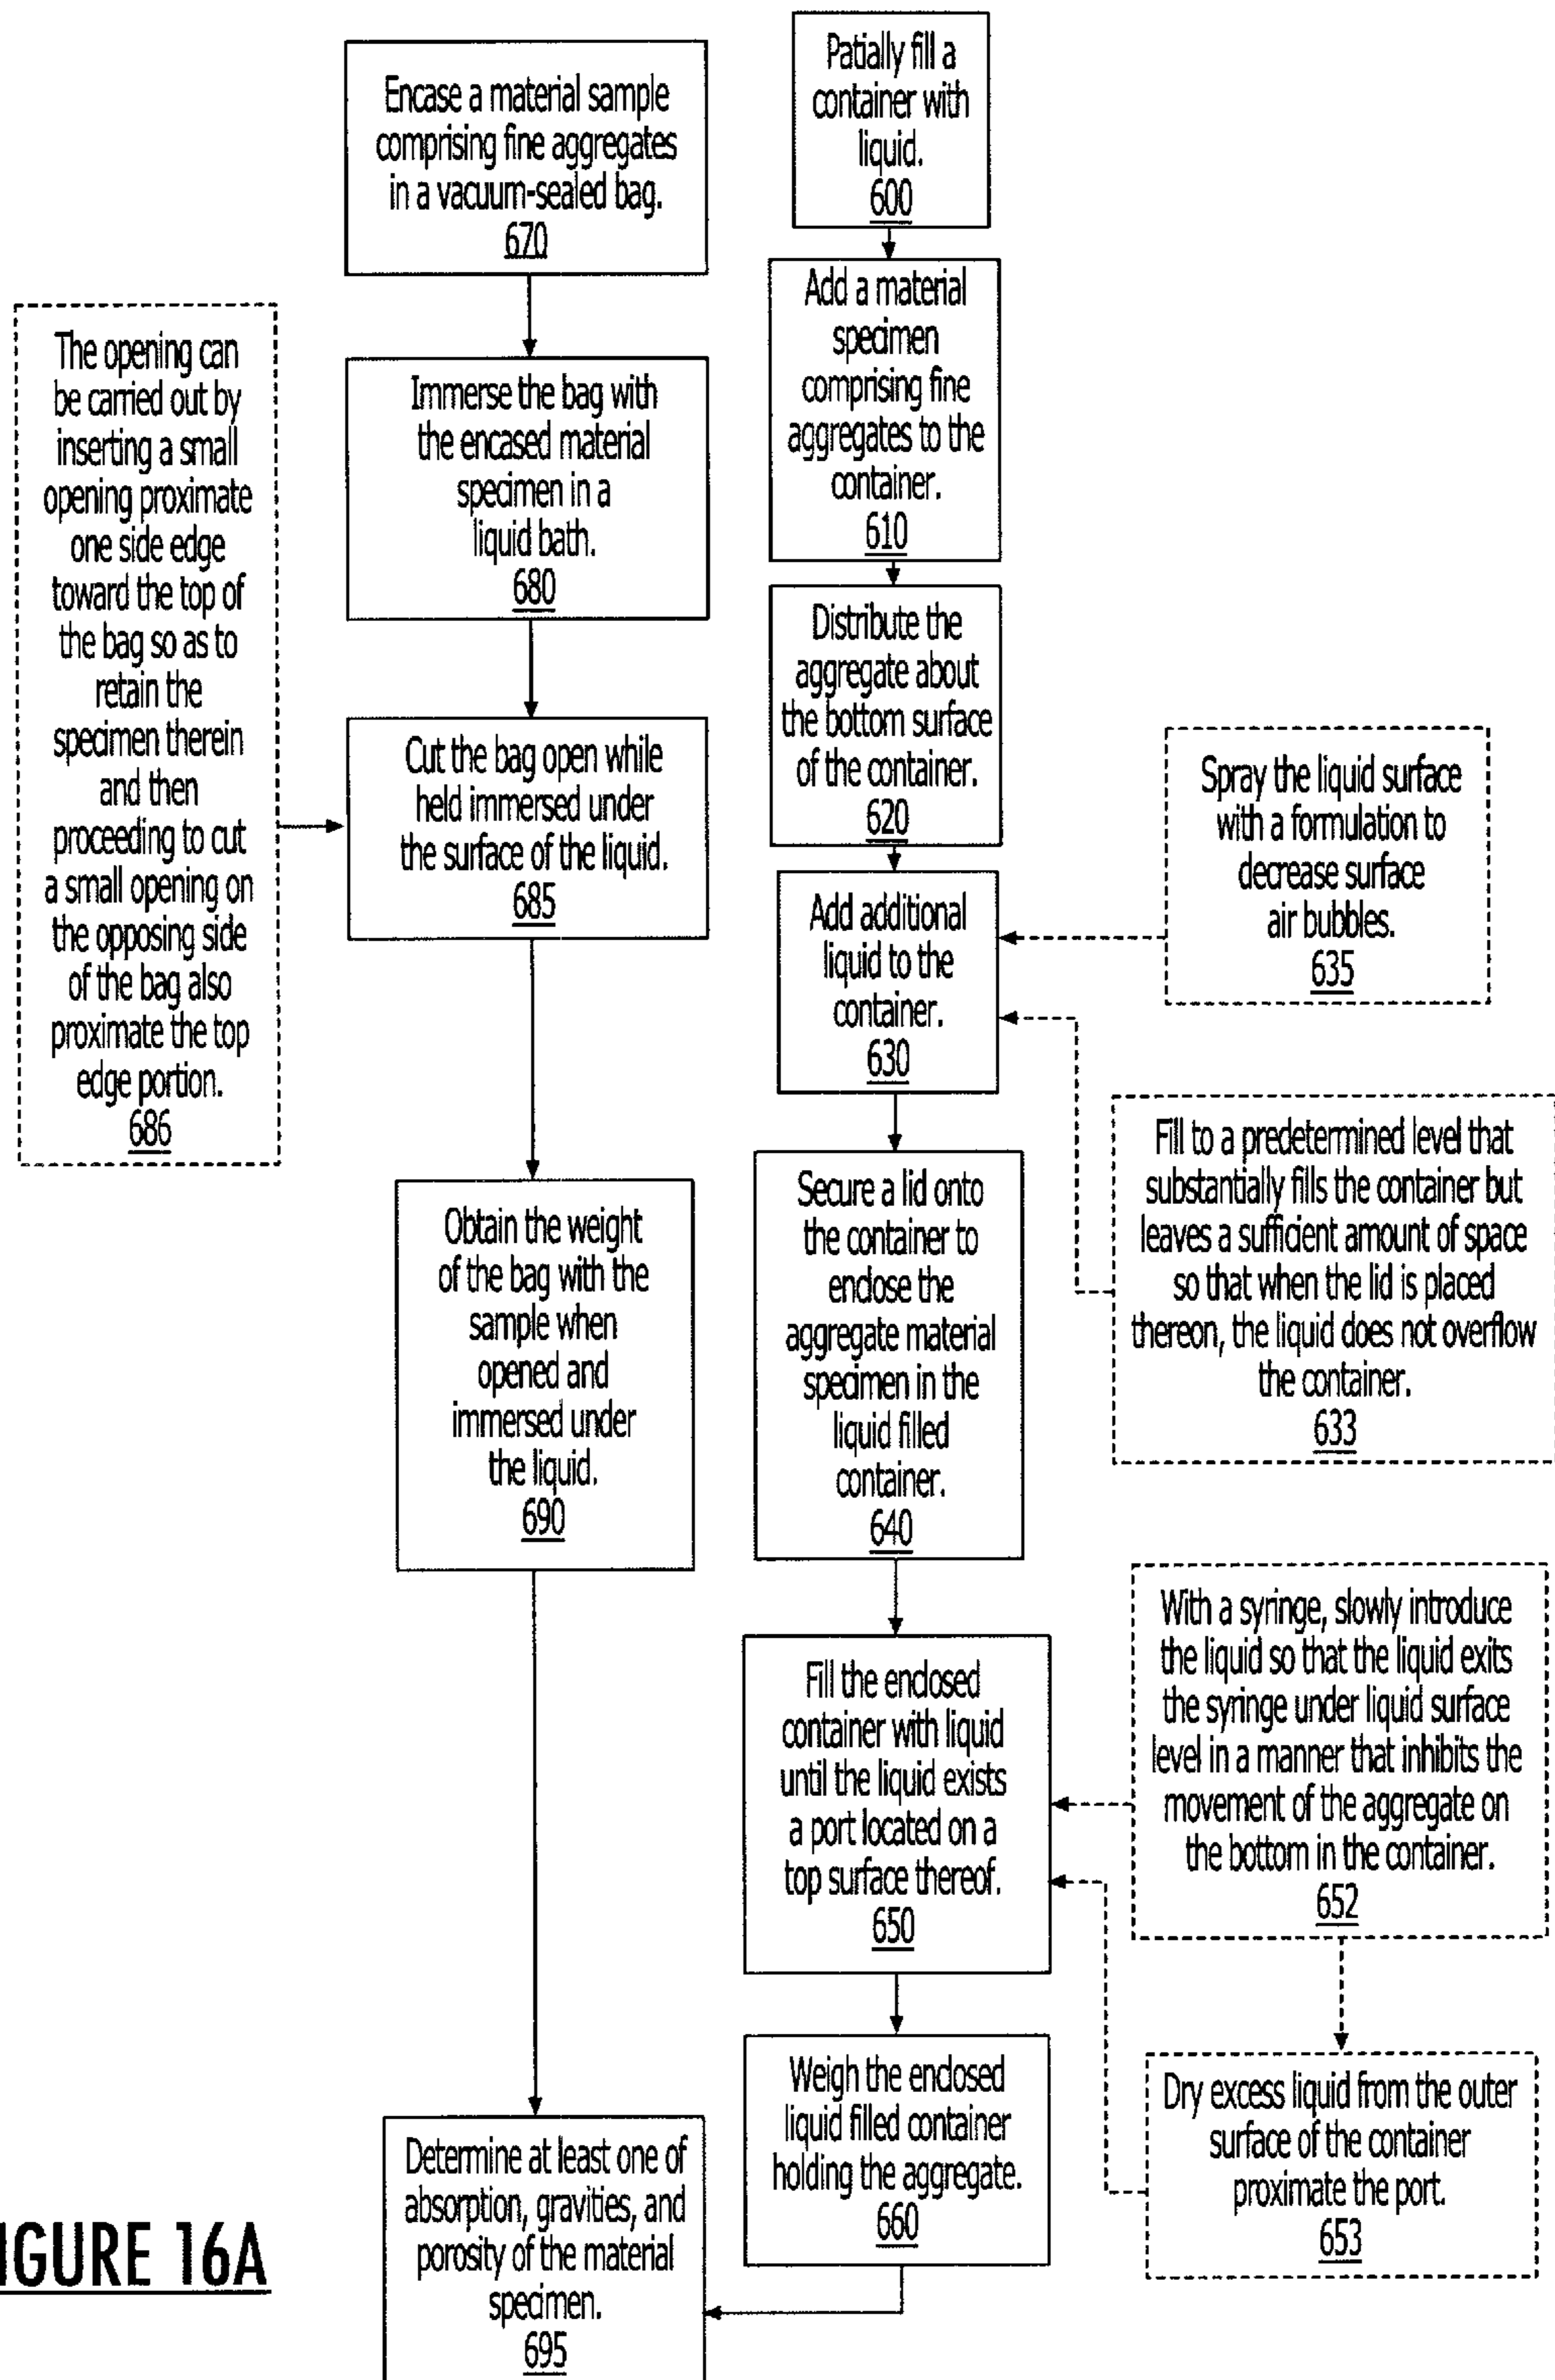 Encase a material sample
comprising fine aggregates
in a vacuum-sealed bag.
670
Immerse the bag with
the encased material
specimen in a
liquid bath.
680
The opening can
be carried out by
inserting a small
opening proximate
one side edge
toward the top of
the bag so as to
retain the
specimen therein
and then
proceeding to cut
a small opening on
the opposing side
of the bag also
proximate the top
edge portion.
686
Cut the bag open while
held immersed under
the surface of the liquid.
685
Obtain the weight
of the bag with the
sample when
opened and
immersed under
the liquid.
690
Patially fill a
container with
liquid.
600
Add a material
specimen
comprising fine
aggregates to the
container.
610
Distribute the
aggregate about
the bottom surface
of the container.
620
Add additional
liquid to the
container.
630
Spray the liquid surface
with a formulation to
decrease surface
air bubbles.
635
Fill to a predetermined level that
substantially fills the container but
leaves a sufficient amount of space
so that when the lid is placed
thereon, the liquid does not overflow
the container.
633
Secure a lid onto
the container to
enclose the
aggregate material
specimen in the
liquid filled
container.
640
Fill the enclosed
container with liquid
until the liquid exists
a port located on a
top surface thereof.
650
With a syringe, slowly introduce
the liquid so that the liquid exits
the syringe under liquid surface
level in a manner that inhibits the
movement of the aggregate on
the bottom in the container.
652
Dry excess liquid from the outer
surface of the container
proximate the port.
653
Weigh the enclosed
liquid filled container
holding the aggregate.
660
Determine at least one of
absorption, gravities, and
porosity of the material
specimen.
695
IGURE 16A